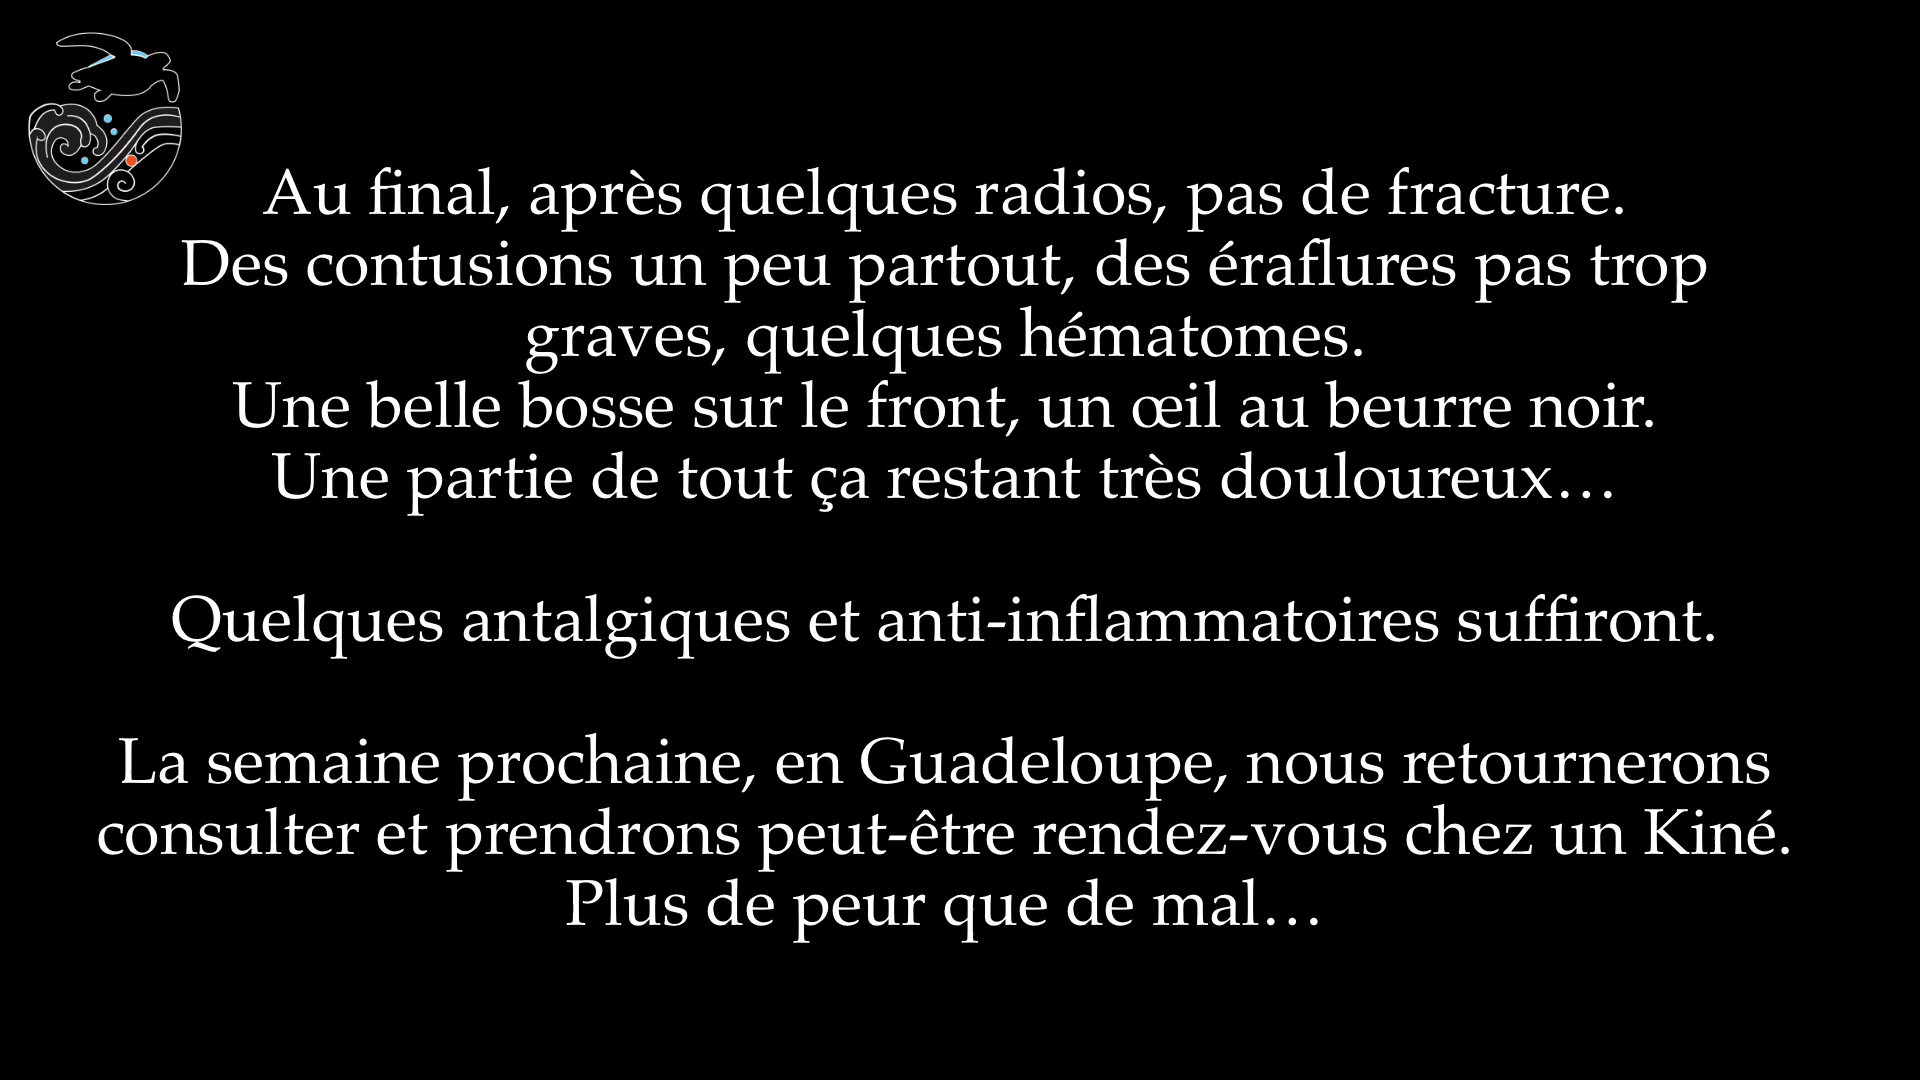 Au final, après quelques radios, pas de fracture.
Des contusions un peu partout, des éraflures pas trop
graves, quelques hématomes.
Une belle bosse sur le front, un œil au beurre noir.
Une partie de tout ça restant très douloureux…
Quelques antalgiques et anti-inflammatoires suffiront.
La semaine prochaine, en Guadeloupe, nous retournerons
consulter et prendrons peut-être rendez-vous chez un Kiné.
Plus de peur que de mal…